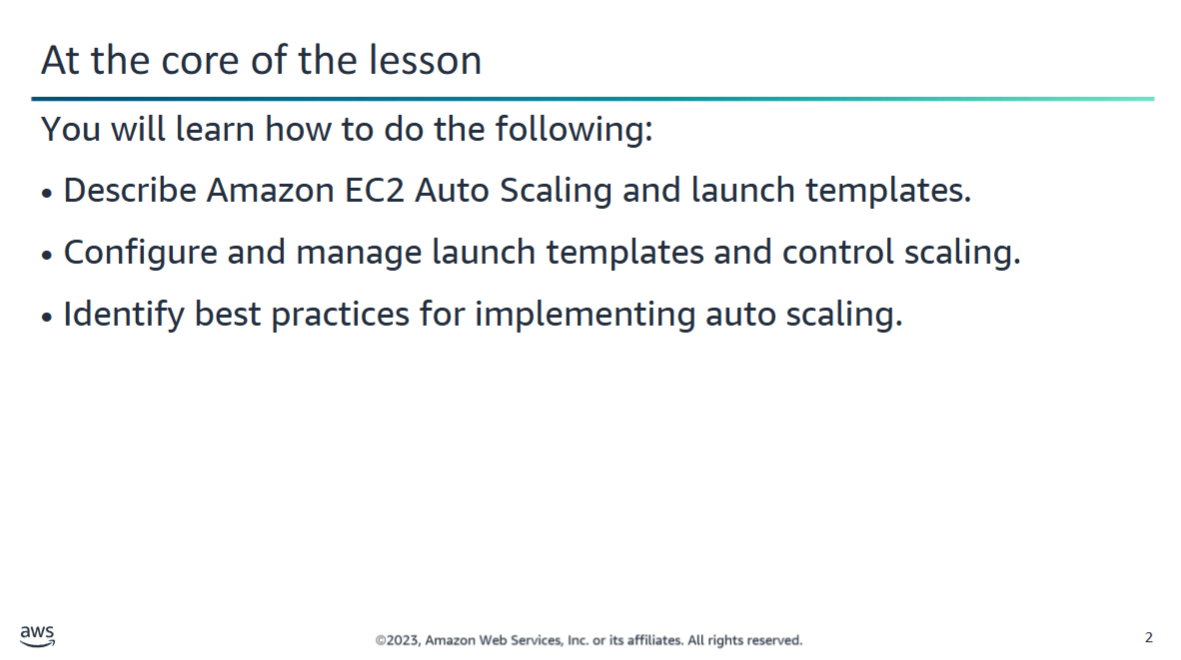 At the core of the lesson
You will learn how to do the following:
• Describe Amazon EC2 Auto Scaling and launch templates.
• Configure and manage launch templates and control scaling.
• Identify best practices for implementing auto scaling.
aws
©2023, Amazon Web Services, Inc. or its affiliates. All rights reserved.
2